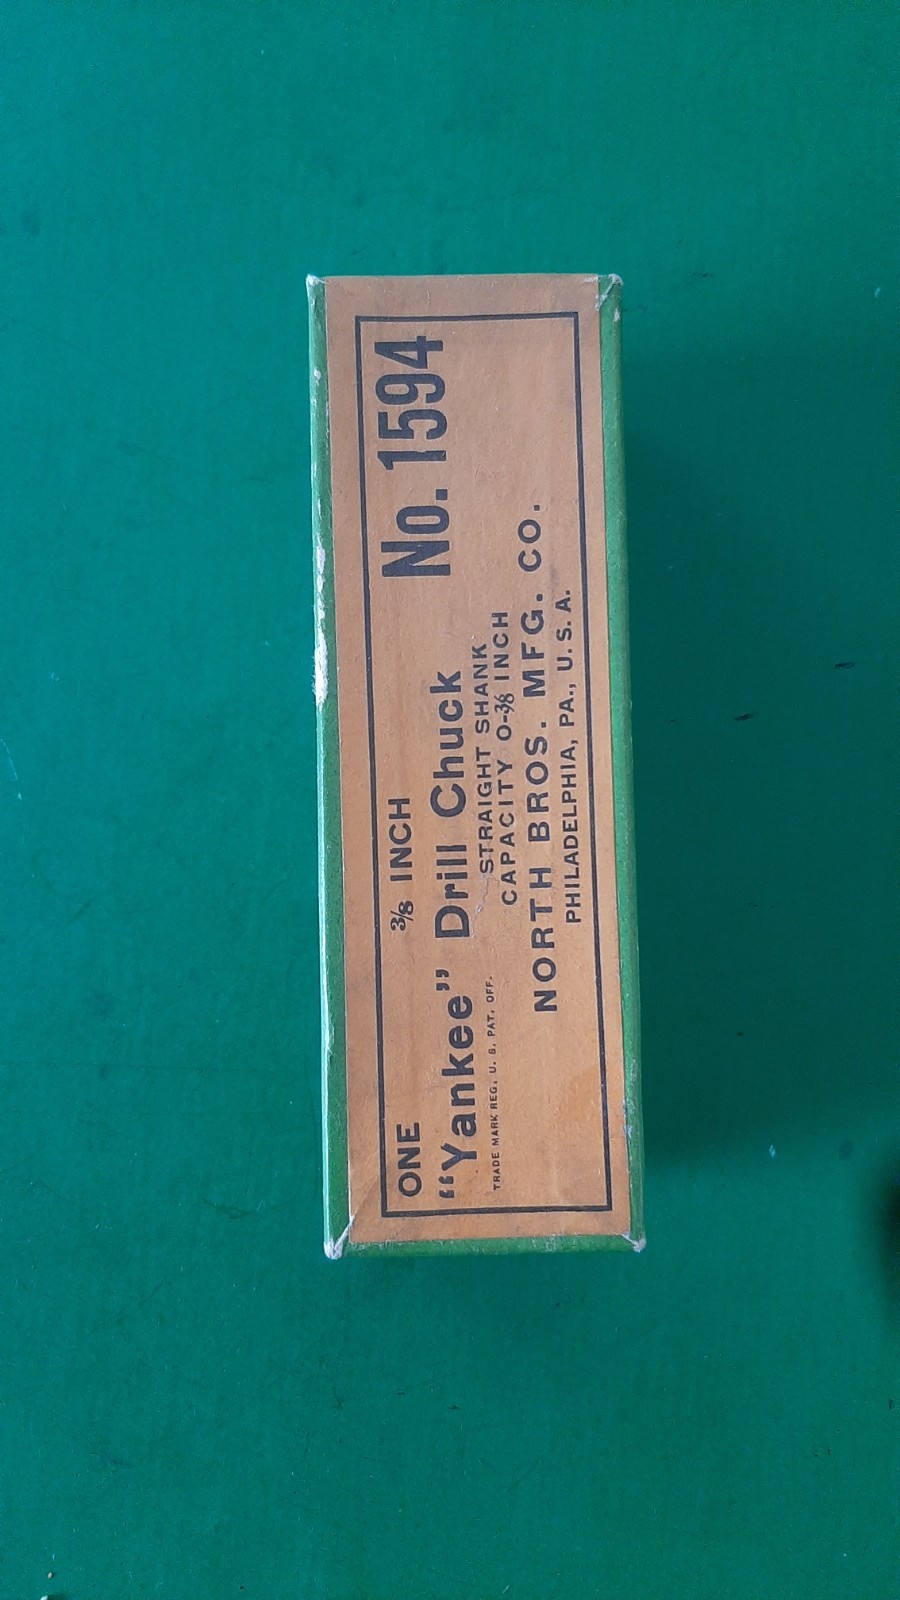 ONE 3/8 INCH No. 1594
"Yankee" Drill Chuck
TRADE MARK REG. U. S. PAT. OFF. STRAIGHT SHANK
CAPACITY 0-3/8 INCH
NORTH BROS. MFG. CO.
PHILADELPHIA, PA., U. S. A.